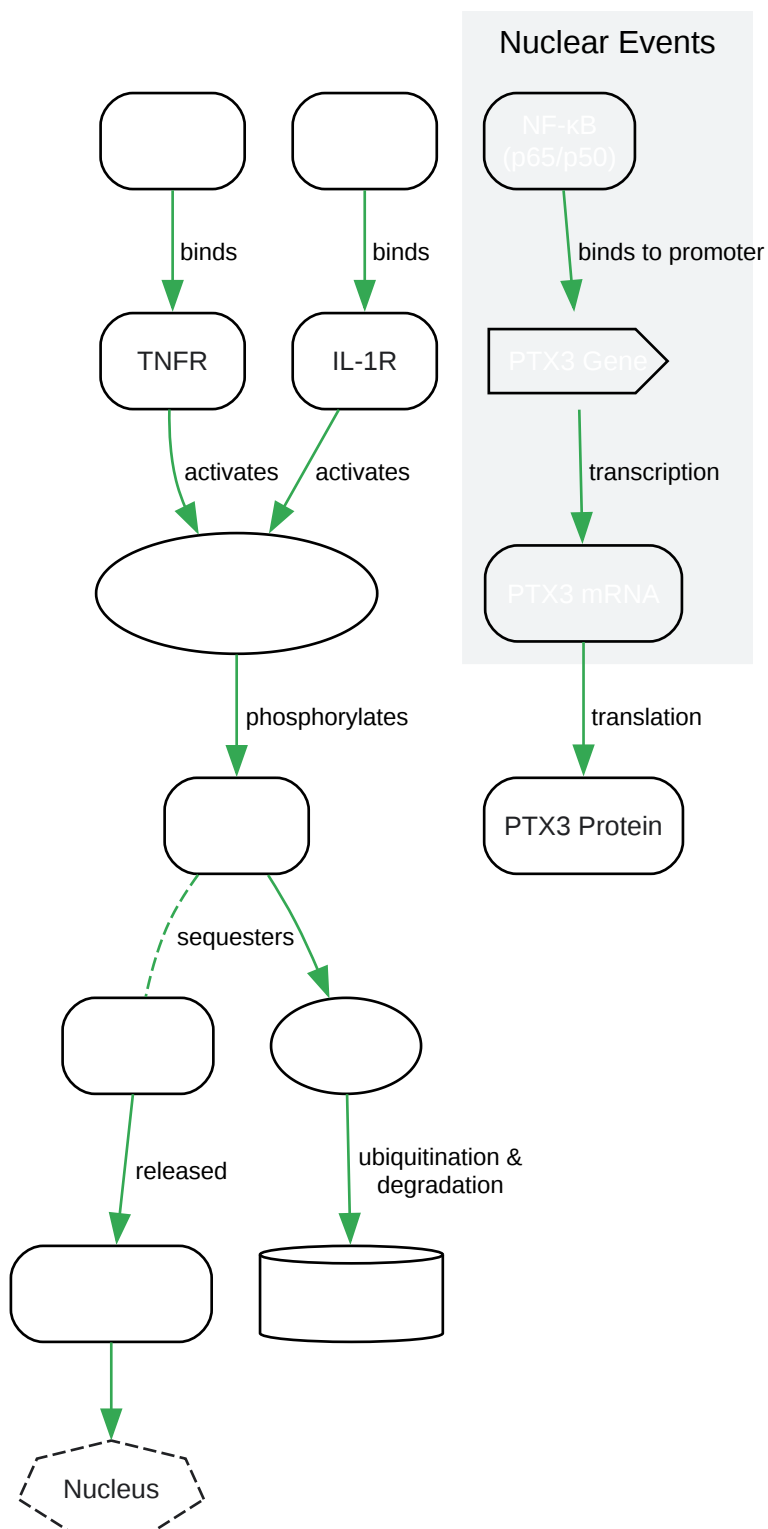 Nuclear Events
NF-κB
(p65/p50)
binds
binds
binds to promoter
TNFR
IL-1R
PTX3 Gene
activates
activates
transcription
PTX3 mRNA
phosphorylates
translation
PTX3 Protein
sequesters
released
ubiquitination &
degradation
Nucleus